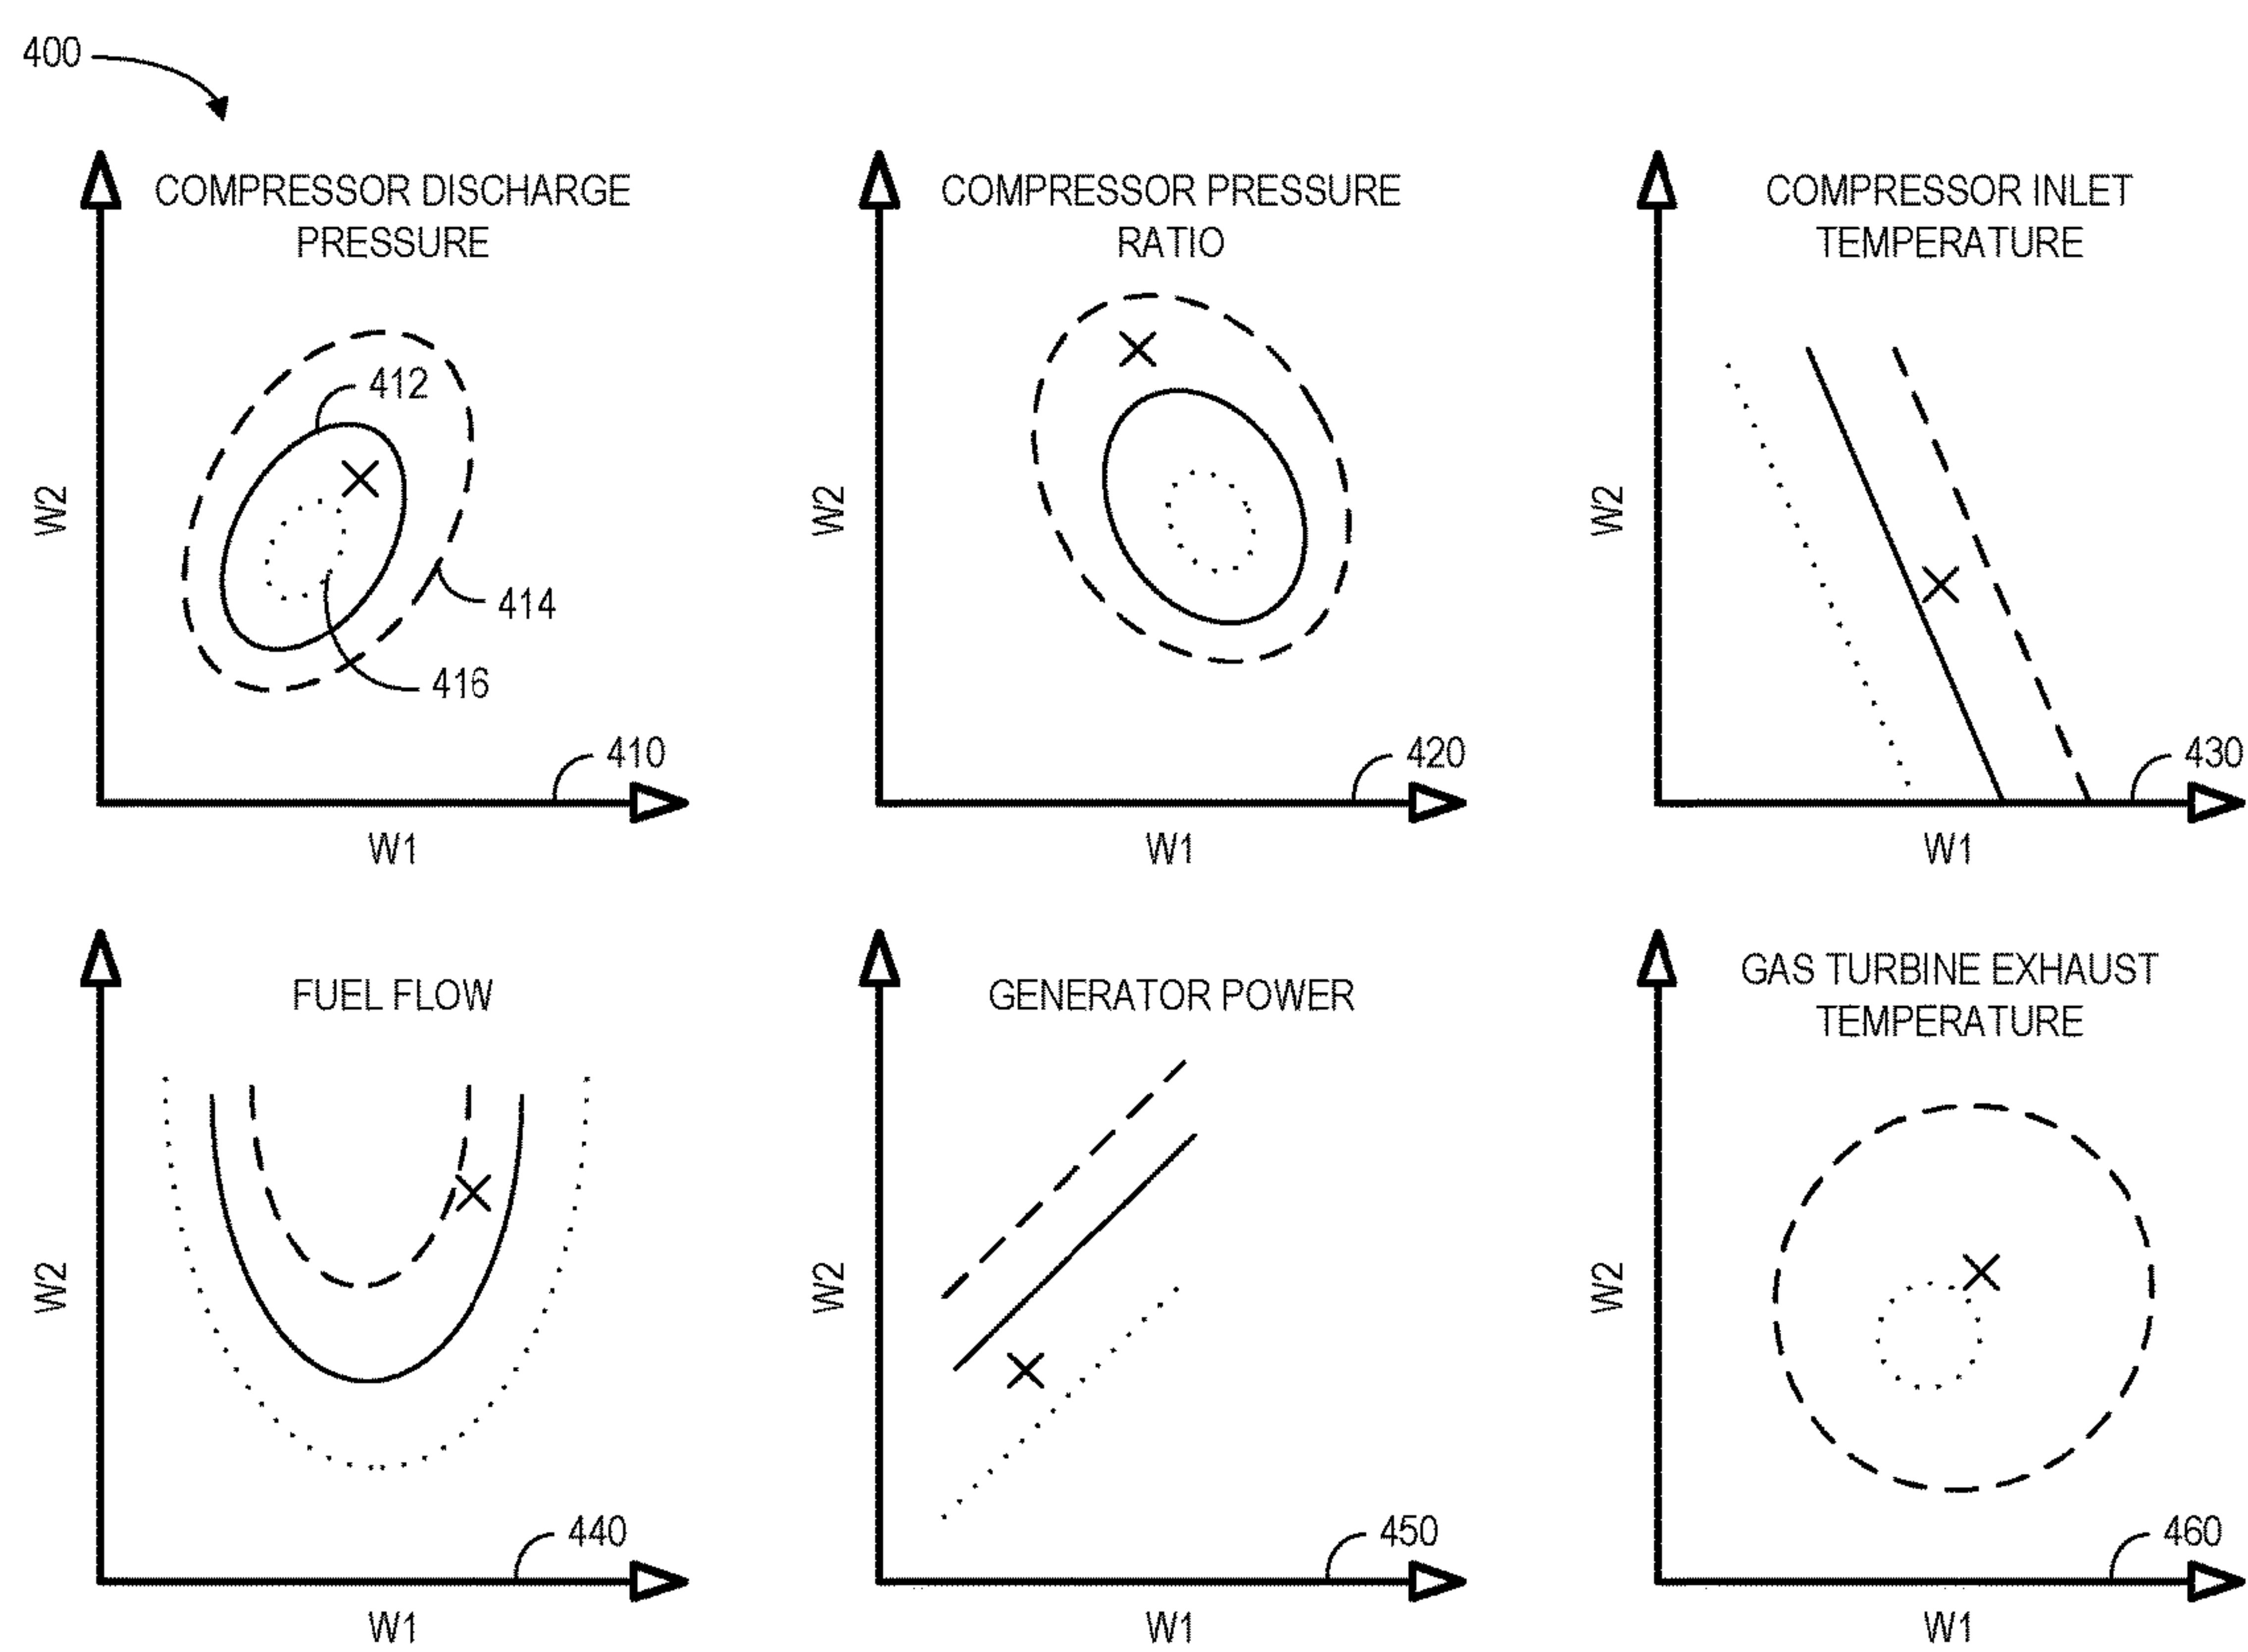 400
COMPRESSOR DISCHARGE
PRESSURE
412
414
416
W2
410
W1
COMPRESSOR PRESSURE
RATIO
W2
420
W1
COMPRESSOR INLET
TEMPERATURE
W2
430
W1
FUEL FLOW
W2
440
W1
GENERATOR POWER
W2
450
W1
GAS TURBINE EXHAUST
TEMPERATURE
W2
460
W1